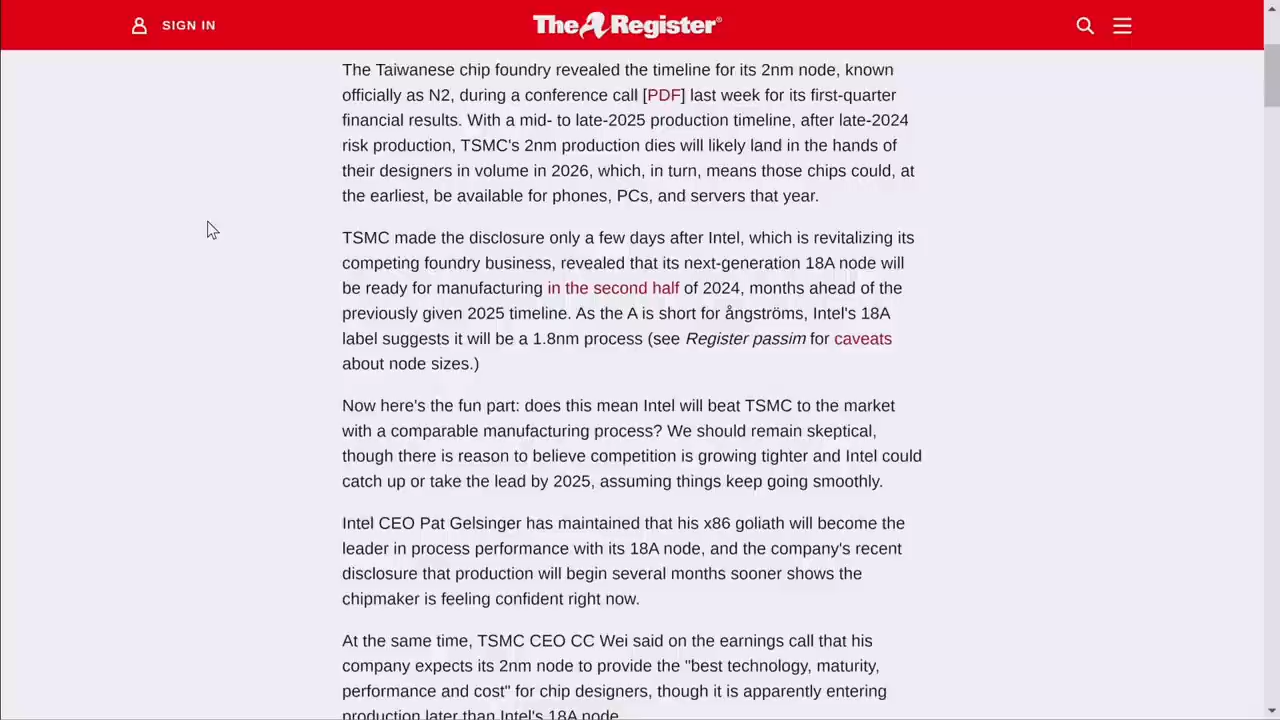 SIGN IN
The Register®
The Taiwanese chip foundry revealed the timeline for its 2nm node, known
officially as N2, during a conference call [PDF] last week for its first-quarter
financial results. With a mid- to late-2025 production timeline, after late-2024
risk production, TSMC's 2nm production dies will likely land in the hands of
their designers in volume in 2026, which, in turn, means those chips could, at
the earliest, be available for phones, PCs, and servers that year.
TSMC made the disclosure only a few days after Intel, which is revitalizing its
competing foundry business, revealed that its next-generation 18A node will
be ready for manufacturing in the second half of 2024, months ahead of the
previously given 2025 timeline. As the A is short for ångströms, Intel's 18A
label suggests it will be a 1.8nm process (see Register passim for caveats
about node sizes.)
Now here's the fun part: does this mean Intel will beat TSMC to the market
with a comparable manufacturing process? We should remain skeptical,
though there is reason to believe competition is growing tighter and Intel could
catch up or take the lead by 2025, assuming things keep going smoothly.
Intel CEO Pat Gelsinger has maintained that his x86 goliath will become the
leader in process performance with its 18A node, and the company's recent
disclosure that production will begin several months sooner shows the
chipmaker is feeling confident right now.
At the same time, TSMC CEO CC Wei said on the earnings call that his
company expects its 2nm node to provide the "best technology, maturity,
performance and cost" for chip designers, though it is apparently entering
production later than Intel's 18A node.